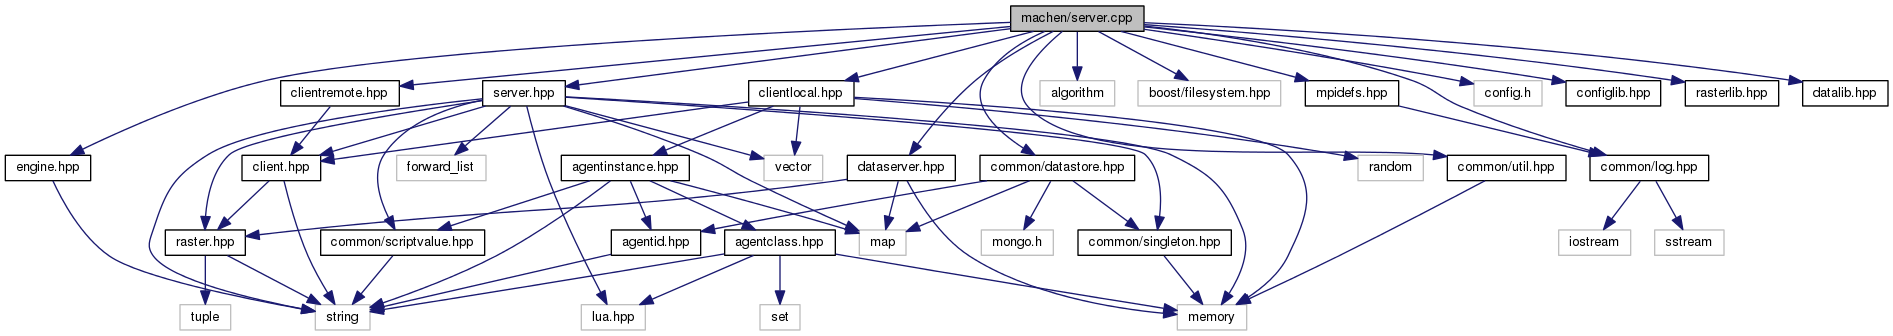 machen/server.cpp
clientremote.hpp
server.hpp
clientlocal.hpp
algorithm
boost/filesystem.hpp
mpidefs.hpp
config.h
configlib.hpp
rasterlib.hpp
datalib.hpp
engine.hpp
client.hpp
forward_list
agentinstance.hpp
vector
dataserver.hpp
common/datastore.hpp
random
common/util.hpp
common/log.hpp
raster.hpp
common/scriptvalue.hpp
agentid.hpp
agentclass.hpp
map
mongo.h
common/singleton.hpp
iostream
sstream
tuple
string
lua.hpp
set
memory